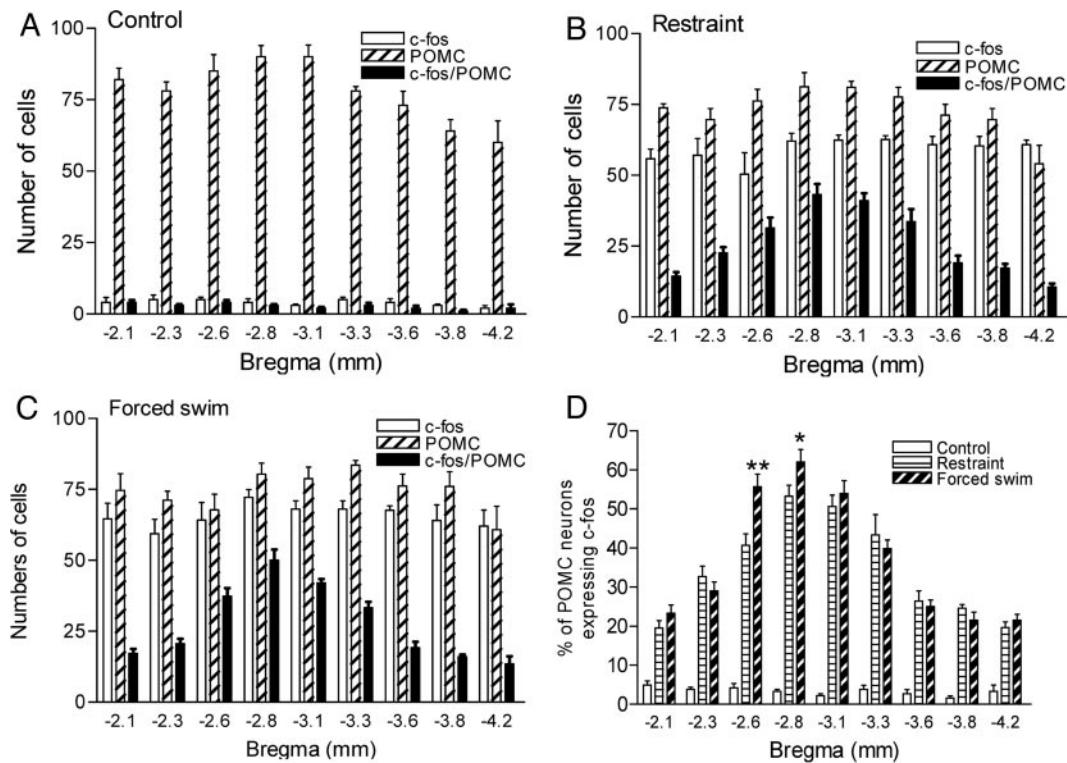 A Control
c-fos
POMC
c-fos/POMC
Number of cells
100
75
50
25
0
-2.1 -2.3 -2.6 -2.8 -3.1 -3.3 -3.6 -3.8 -4.2
Bregma (mm)
B Restraint
c-fos
POMC
c-fos/POMC
Number of cells
100
75
50
25
0
-2.1 -2.3 -2.6 -2.8 -3.1 -3.3 -3.6 -3.8 -4.2
Bregma (mm)
C Forced swim
c-fos
POMC
c-fos/POMC
Numbers of cells
100
75
50
25
0
-2.1 -2.3 -2.6 -2.8 -3.1 -3.3 -3.6 -3.8 -4.2
Bregma (mm)
D
Control
Restraint
Forced swim
% of POMC neurons
expressing c-fos
70
60
50
40
30
20
10
0
** *
-2.1 -2.3 -2.6 -2.8 -3.1 -3.3 -3.6 -3.8 -4.2
Bregma (mm)